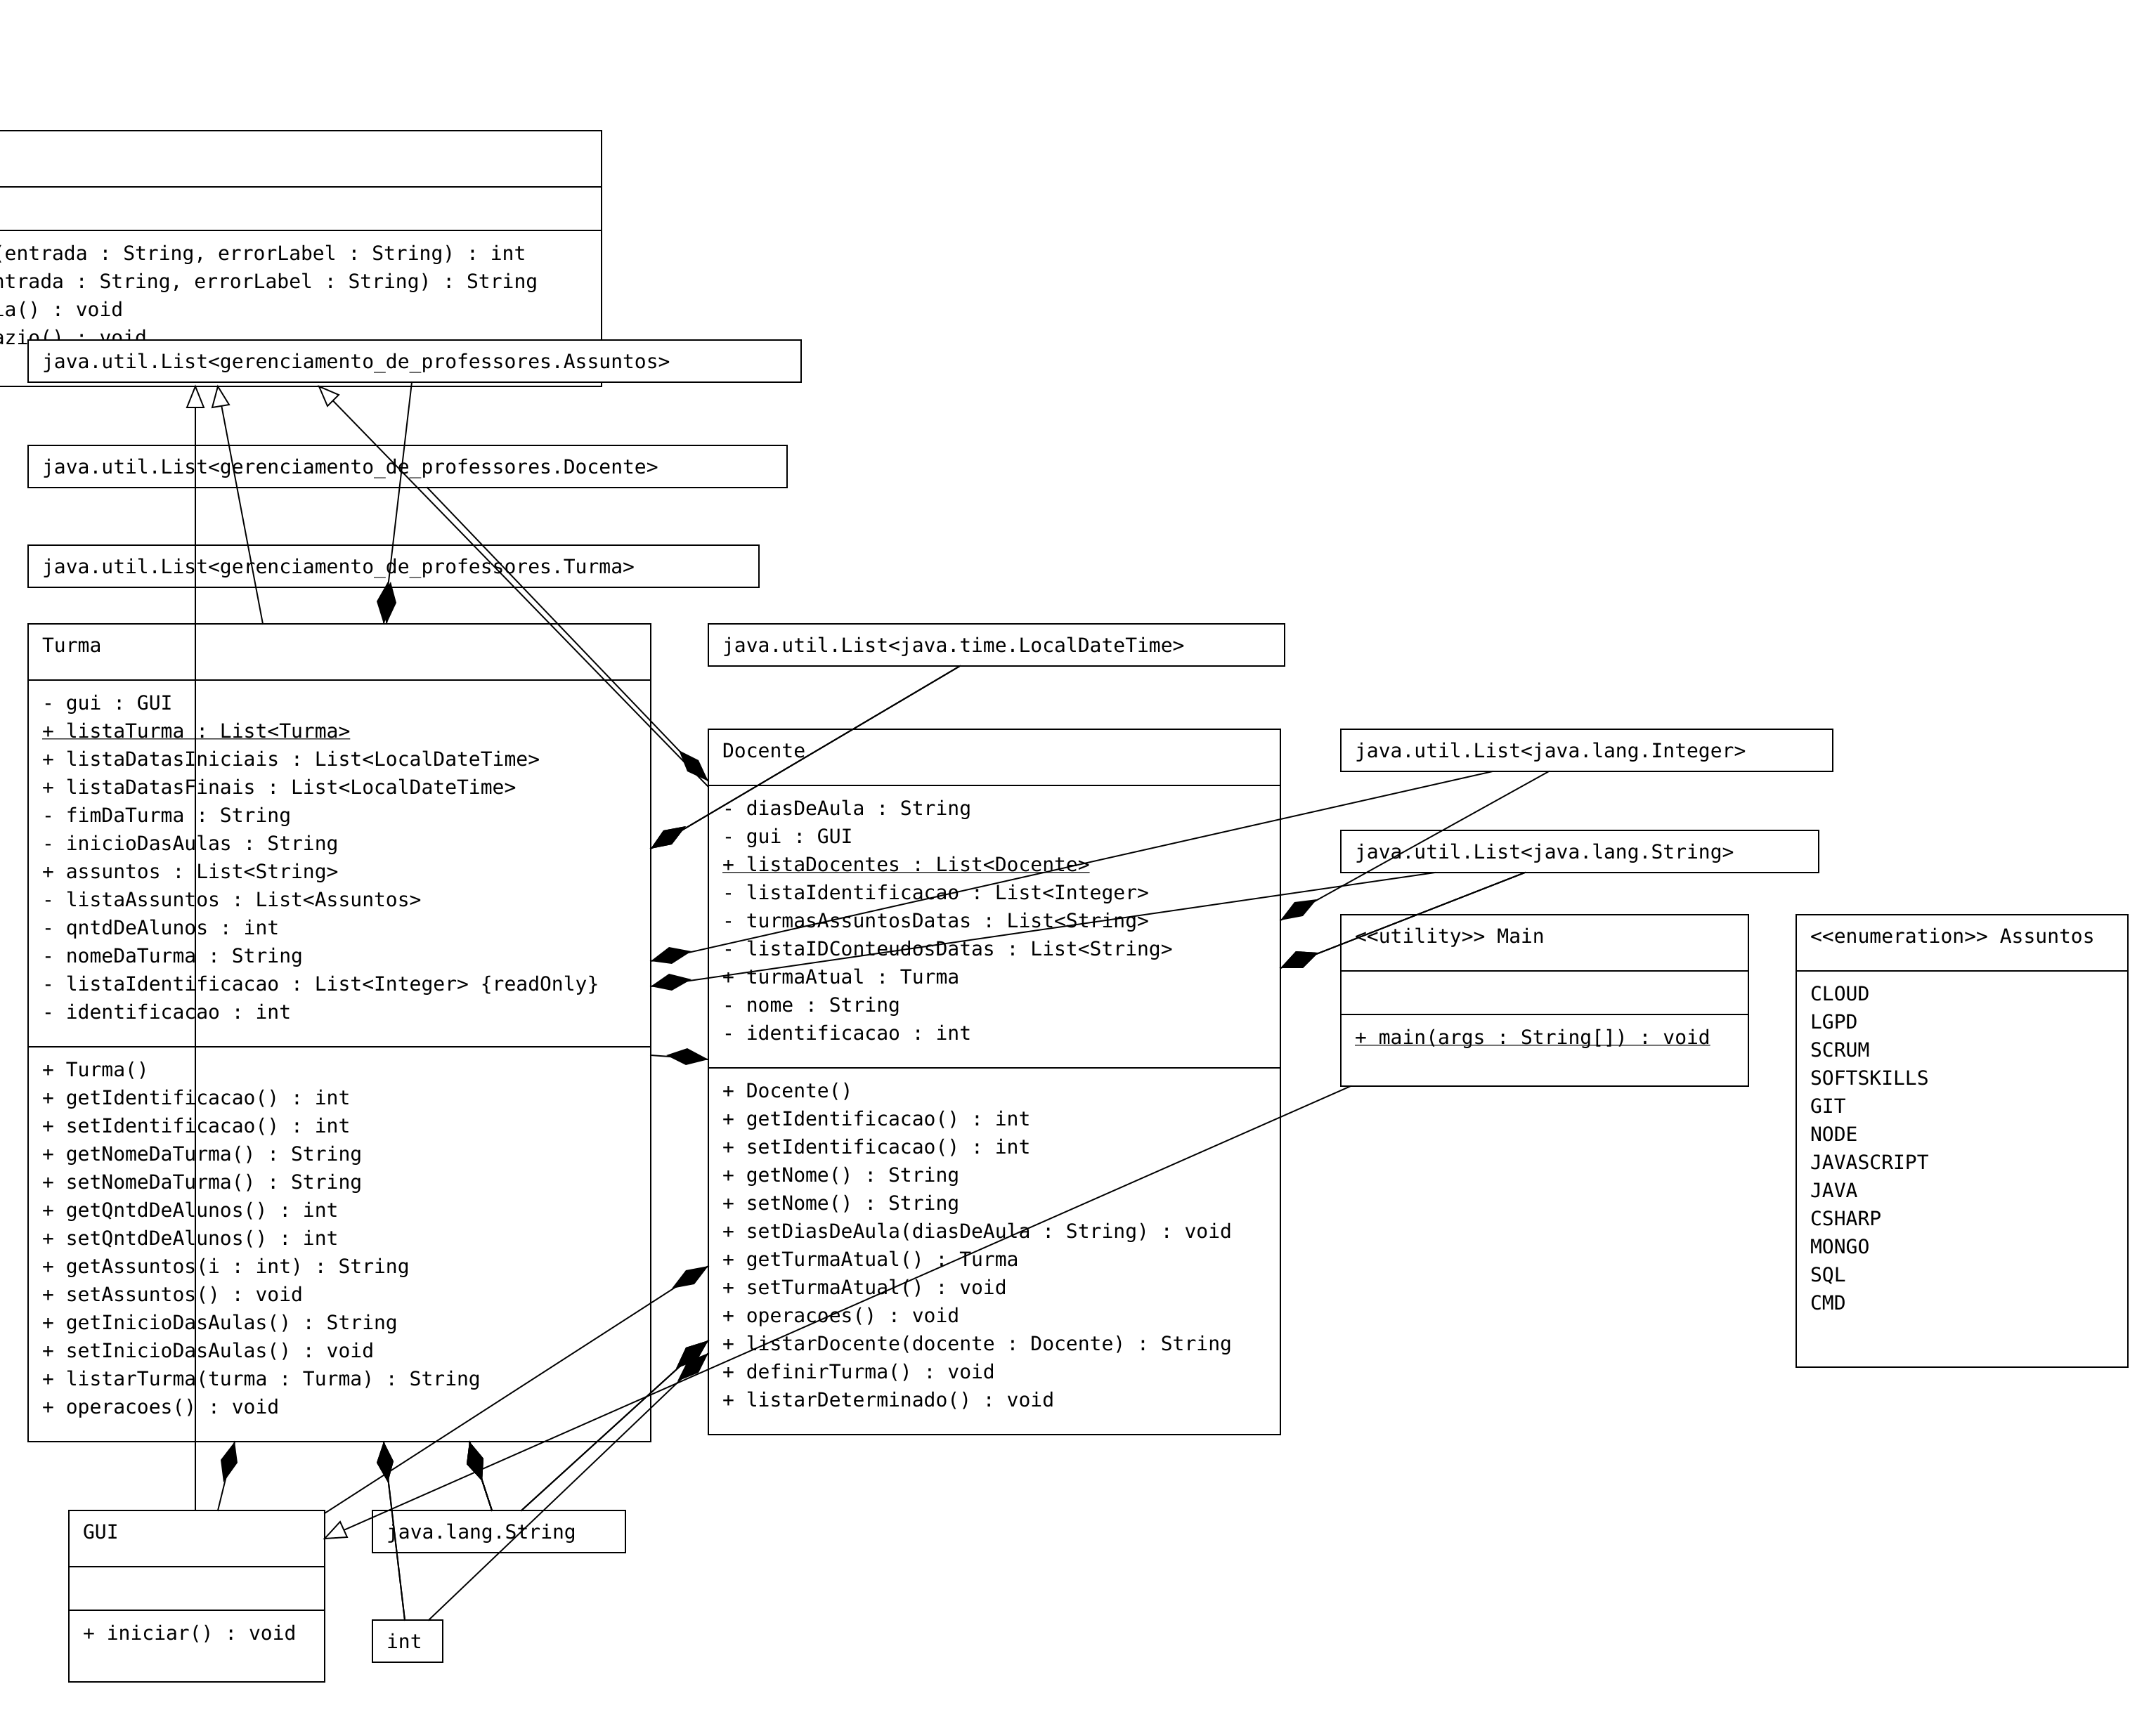 (entrada : String, errorLabel : String) : int
ntrada : String, errorLabel : String) : String
la() : void
azio() : void
java.util.List<gerenciamento_de_professores.Assuntos>
java.util.List<gerenciamento_de_professores.Docente>
java.util.List<gerenciamento_de_professores.Turma>
Turma
- gui : GUI
+ listaTurma : List<Turma>
+ listaDatasIniciais : List<LocalDateTime>
+ listaDatasFinais : List<LocalDateTime>
- fimDaTurma : String
- inicioDasAulas : String
+ assuntos : List<String>
- listaAssuntos : List<Assuntos>
- qntdDeAlunos : int
- nomeDaTurma : String
- listaIdentificacao : List<Integer> {readOnly}
- identificacao : int
+ Turma()
+ getIdentificacao() : int
+ setIdentificacao() : int
+ getNomeDaTurma() : String
+ setNomeDaTurma() : String
+ getQntdDeAlunos() : int
+ setQntdDeAlunos() : int
+ getAssuntos(i : int) : String
+ setAssuntos() : void
+ getInicioDasAulas() : String
+ setInicioDasAulas() : void
+ listarTurma(turma : Turma) : String
+ operacoes() : void
java.util.List<java.time.LocalDateTime>
Docente
- diasDeAula : String
- gui : GUI
+ listaDocentes : List<Docente>
- listaIdentificacao : List<Integer>
- turmasAssuntosDatas : List<String>
- listaIDConteudosDatas : List<String>
+ turmaAtual : Turma
- nome : String
- identificacao : int
+ Docente()
+ getIdentificacao() : int
+ setIdentificacao() : int
+ getNome() : String
+ setNome() : String
+ setDiasDeAula(diasDeAula : String) : void
+ getTurmaAtual() : Turma
+ setTurmaAtual() : void
+ operacoes() : void
+ listarDocente(docente : Docente) : String
+ definirTurma() : void
+ listarDeterminado() : void
java.util.List<java.lang.Integer>
java.util.List<java.lang.String>
<<utility>> Main
+ main(args : String[]) : void
<<enumeration>> Assuntos
CLOUD
LGPD
SCRUM
SOFTSKILLS
GIT
NODE
JAVASCRIPT
JAVA
CSHARP
MONGO
SQL
CMD
GUI
+ iniciar() : void
java.lang.String
int